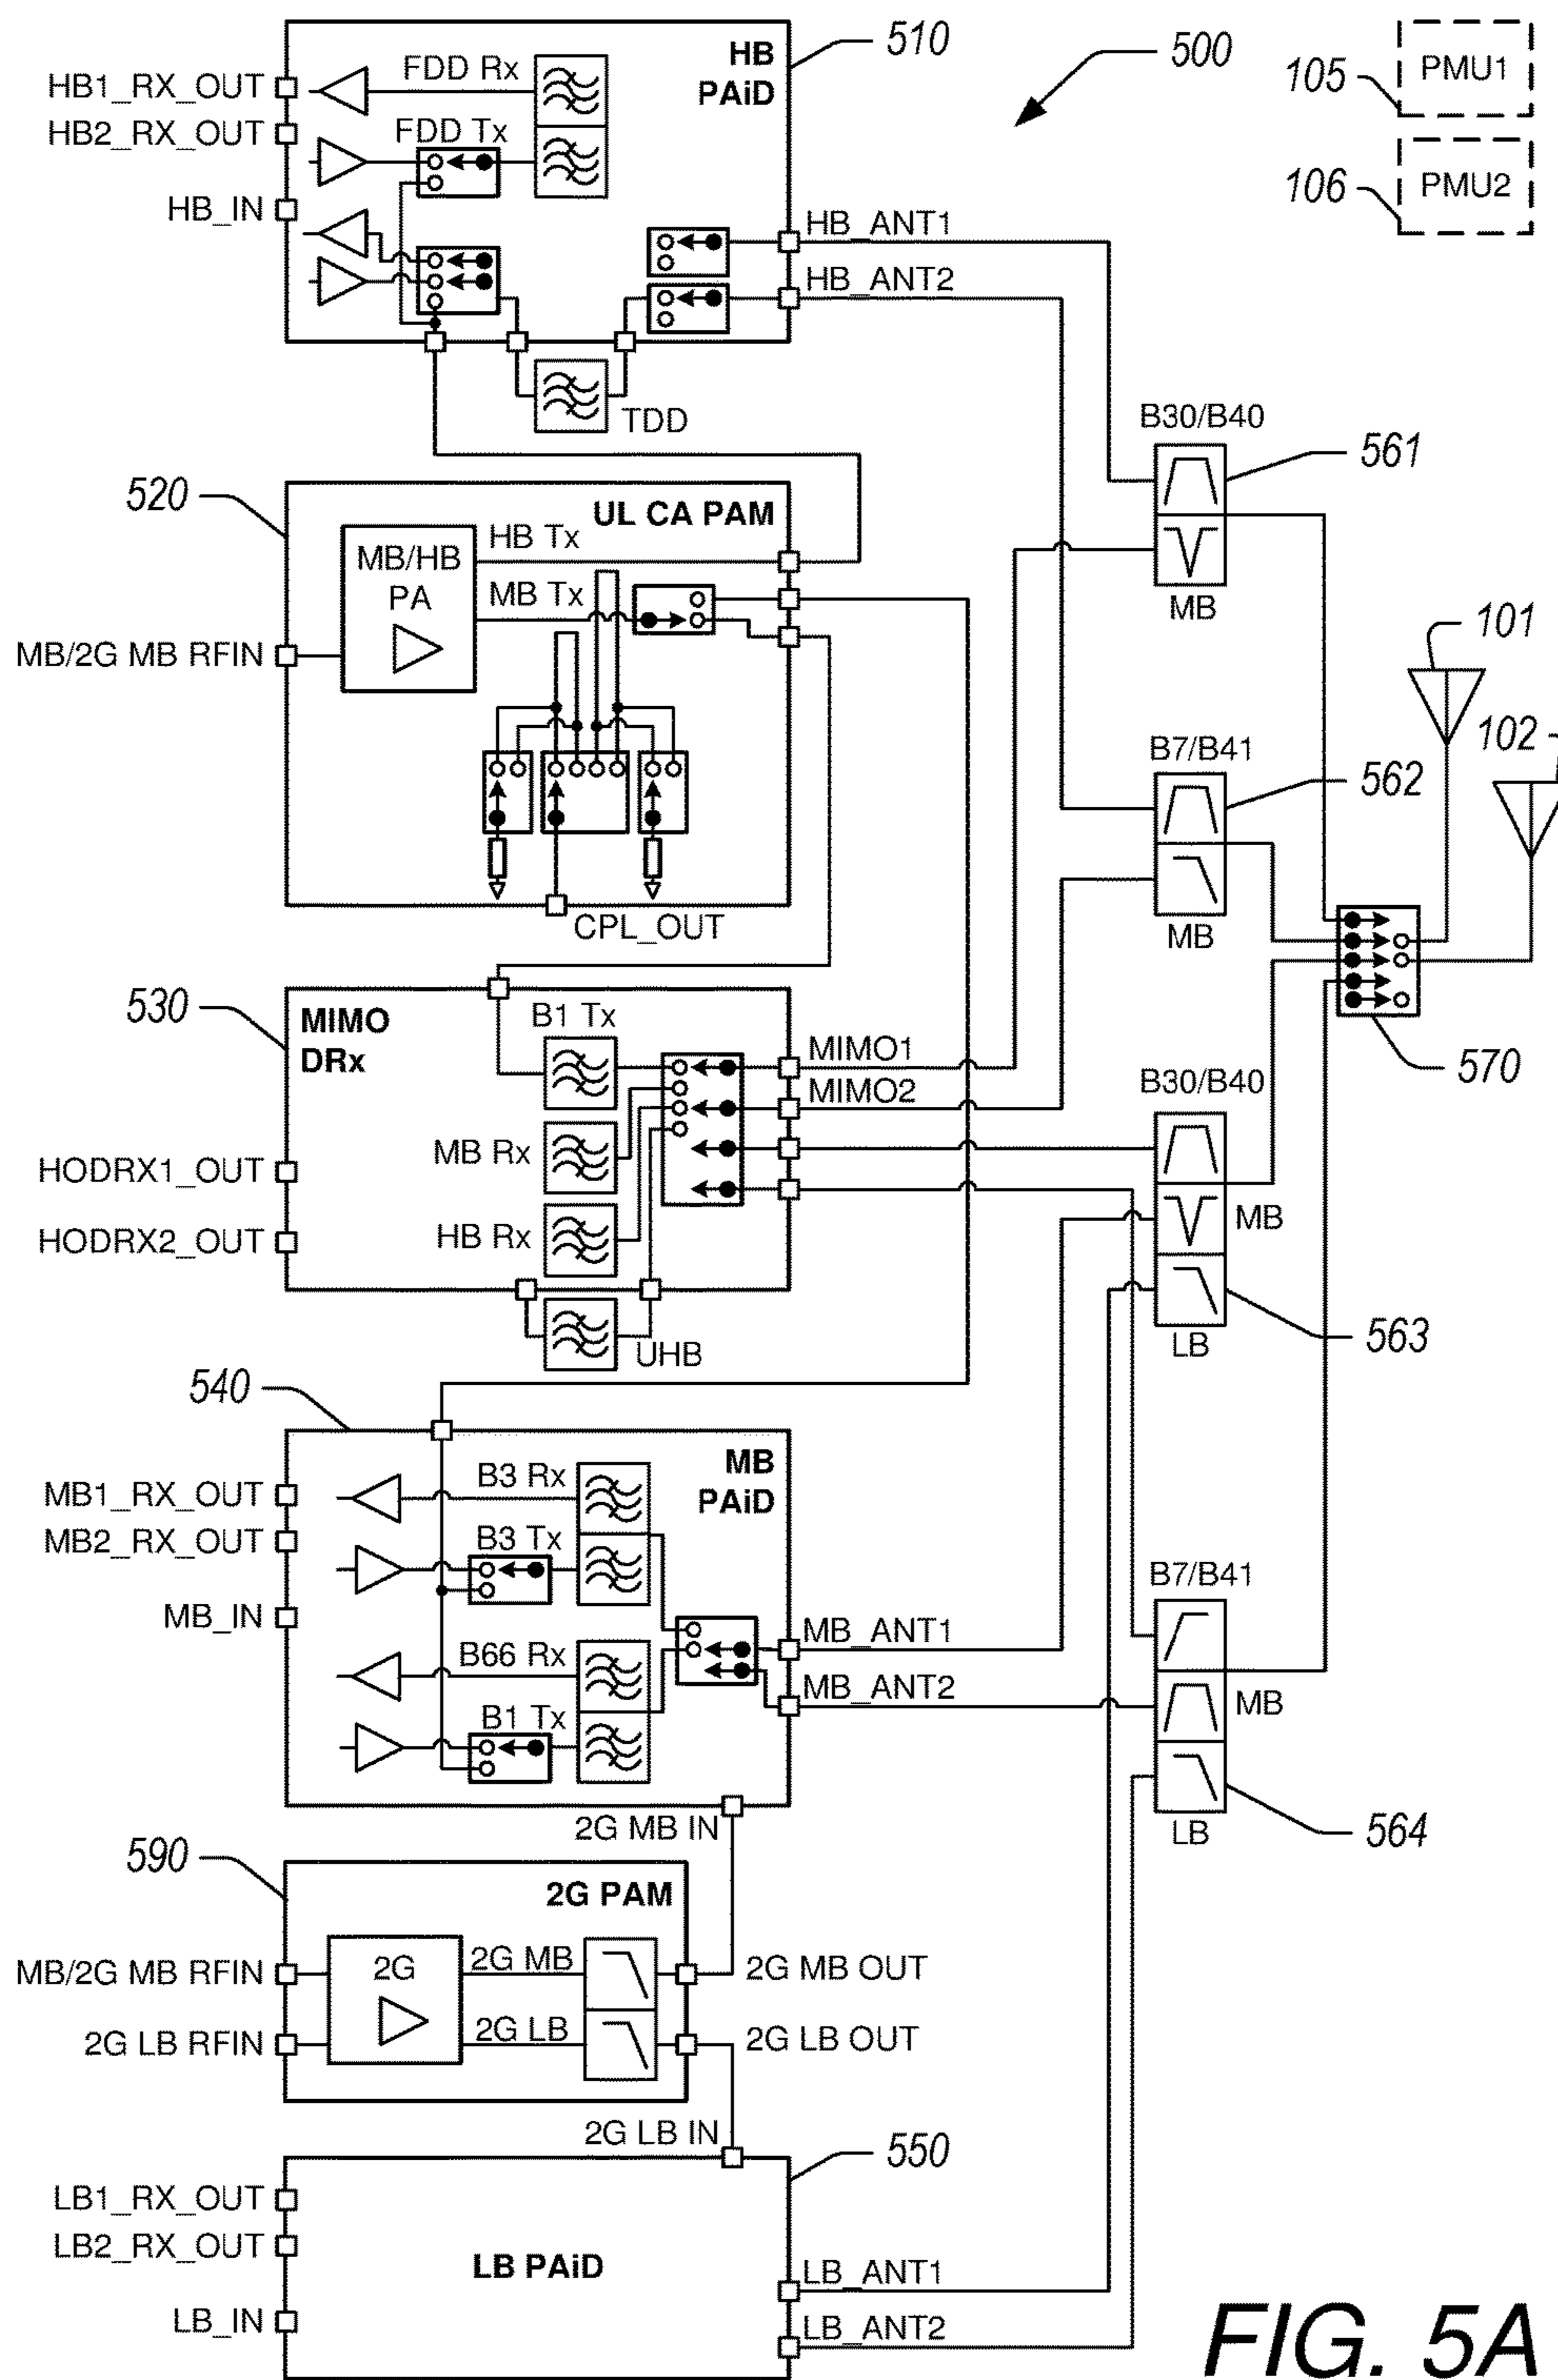 510
500
105
PMU1
106
PMU2
HB
PAiD
HB1_RX_OUT
FDD Rx
HB2_RX_OUT
FDD Tx
HB_IN
HB_ANT1
HB_ANT2
TDD
B30/B40
561
MB
520
UL CA PAM
MB/HB
PA
HB Tx
MB Tx
MB/2G MB RFIN
CPL_OUT
101
102
B7/B41
562
MB
570
530
MIMO
DRx
B1 Tx
MIMO1
MIMO2
MB Rx
HODRX1_OUT
HB Rx
HODRX2_OUT
UHB
B30/B40
MB
LB
563
540
MB
PAiD
MB1_RX_OUT
B3 Rx
MB2_RX_OUT
B3 Tx
MB_IN
MB_ANT1
B66 Rx
MB_ANT2
B1 Tx
2G MB IN
B7/B41
MB
LB
564
590
2G PAM
MB/2G MB RFIN
2G
2G MB
2G MB OUT
2G LB RFIN
2G LB
2G LB OUT
2G LB IN
550
LB1_RX_OUT
LB2_RX_OUT
LB PAiD
LB_IN
LB_ANT1
LB_ANT2
FIG. 5A